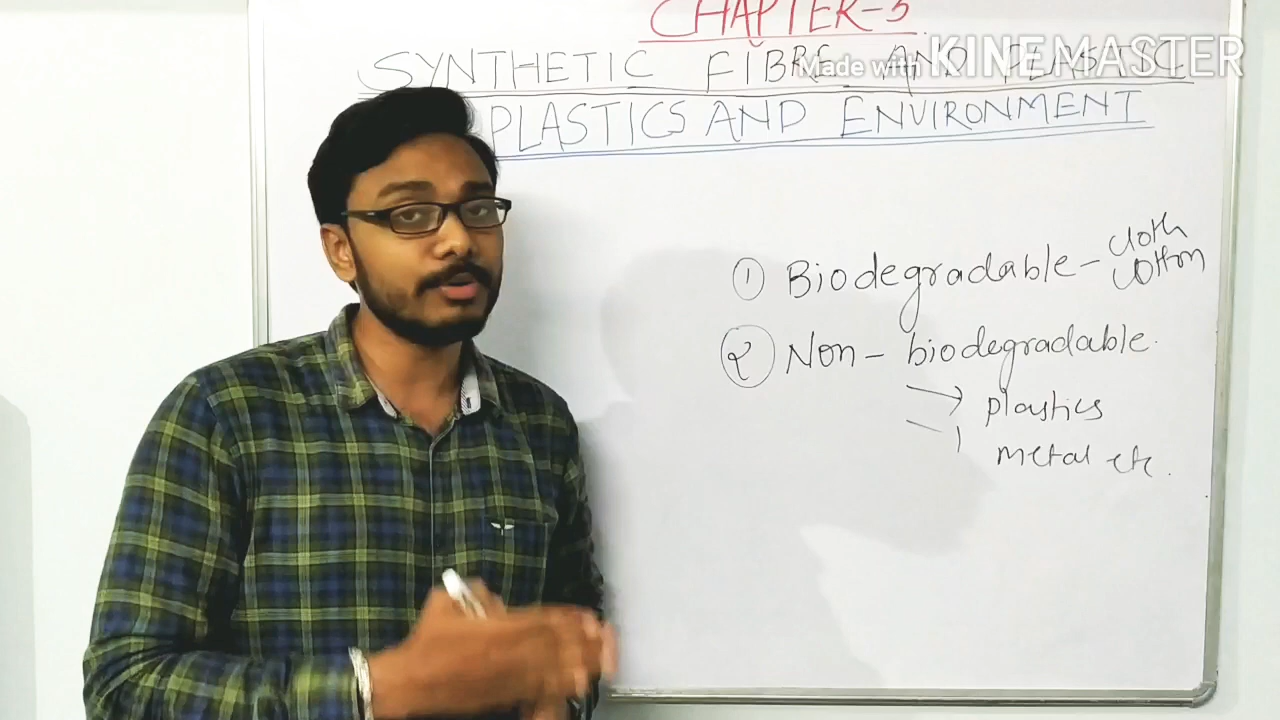 CHAPTER-3
SYNTHETIC FIBRE AND PLASTIC
Made with KINEMASTER
PLASTICS AND ENVIRONMENT
① Biodegradable - cloth
cotton
② Non - biodegradable.
→ plastics
metal etc.